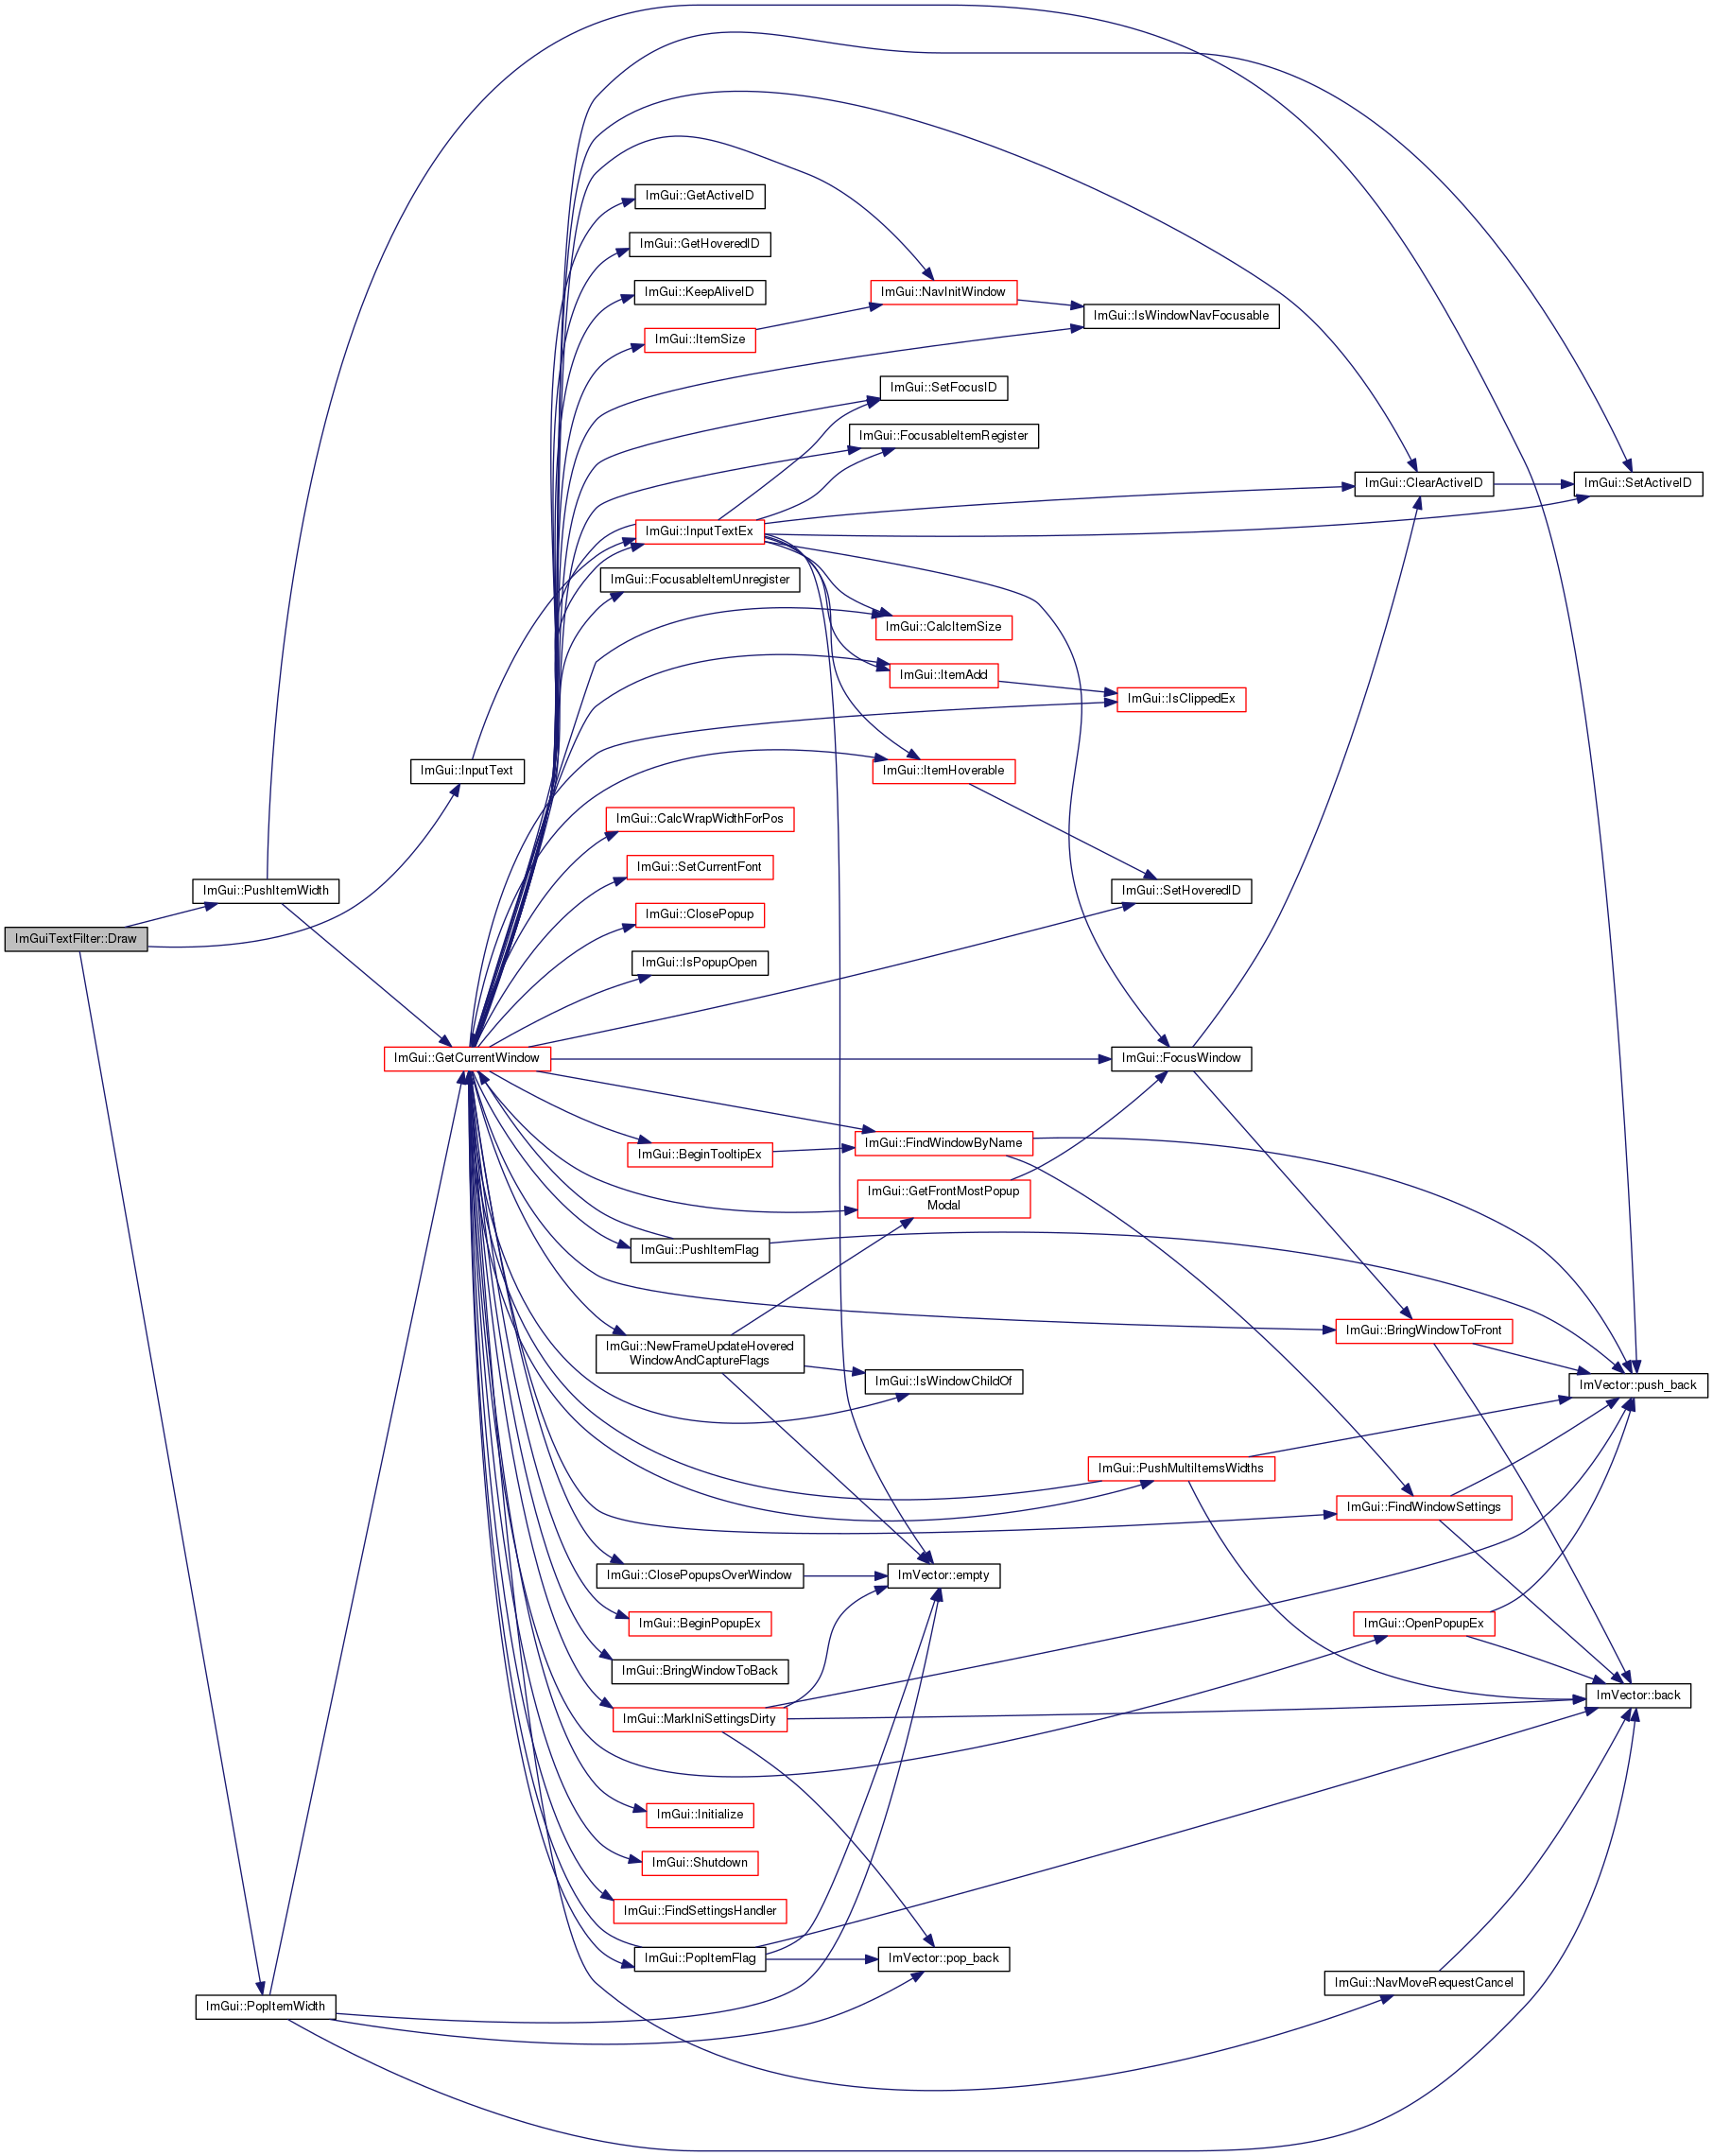 ImGui::GetActiveID
ImGui::GetHoveredID
ImGui::KeepAliveID
ImGui::NavInitWindow
ImGui::IsWindowNavFocusable
ImGui::ItemSize
ImGui::SetFocusID
ImGui::FocusableItemRegister
ImGui::ClearActiveID
ImGui::SetActiveID
ImGui::InputTextEx
ImGui::FocusableItemUnregister
ImGui::CalcItemSize
ImGui::ItemAdd
ImGui::IsClippedEx
ImGui::InputText
ImGui::ItemHoverable
ImGui::CalcWrapWidthForPos
ImGui::SetCurrentFont
ImGui::PushItemWidth
ImGui::SetHoveredID
ImGui::ClosePopup
ImGuiTextFilter::Draw
ImGui::IsPopupOpen
ImGui::GetCurrentWindow
ImGui::FocusWindow
ImGui::FindWindowByName
ImGui::BeginTooltipEx
ImGui::GetFrontMostPopup
Modal
ImGui::PushItemFlag
ImGui::BringWindowToFront
ImGui::NewFrameUpdateHovered
WindowAndCaptureFlags
ImGui::IsWindowChildOf
ImVector::push_back
ImGui::PushMultiItemsWidths
ImGui::FindWindowSettings
ImGui::ClosePopupsOverWindow
ImVector::empty
ImGui::BeginPopupEx
ImGui::OpenPopupEx
ImGui::BringWindowToBack
ImVector::back
ImGui::MarkIniSettingsDirty
ImGui::Initialize
ImGui::Shutdown
ImGui::FindSettingsHandler
ImGui::PopItemFlag
ImVector::pop_back
ImGui::NavMoveRequestCancel
ImGui::PopItemWidth